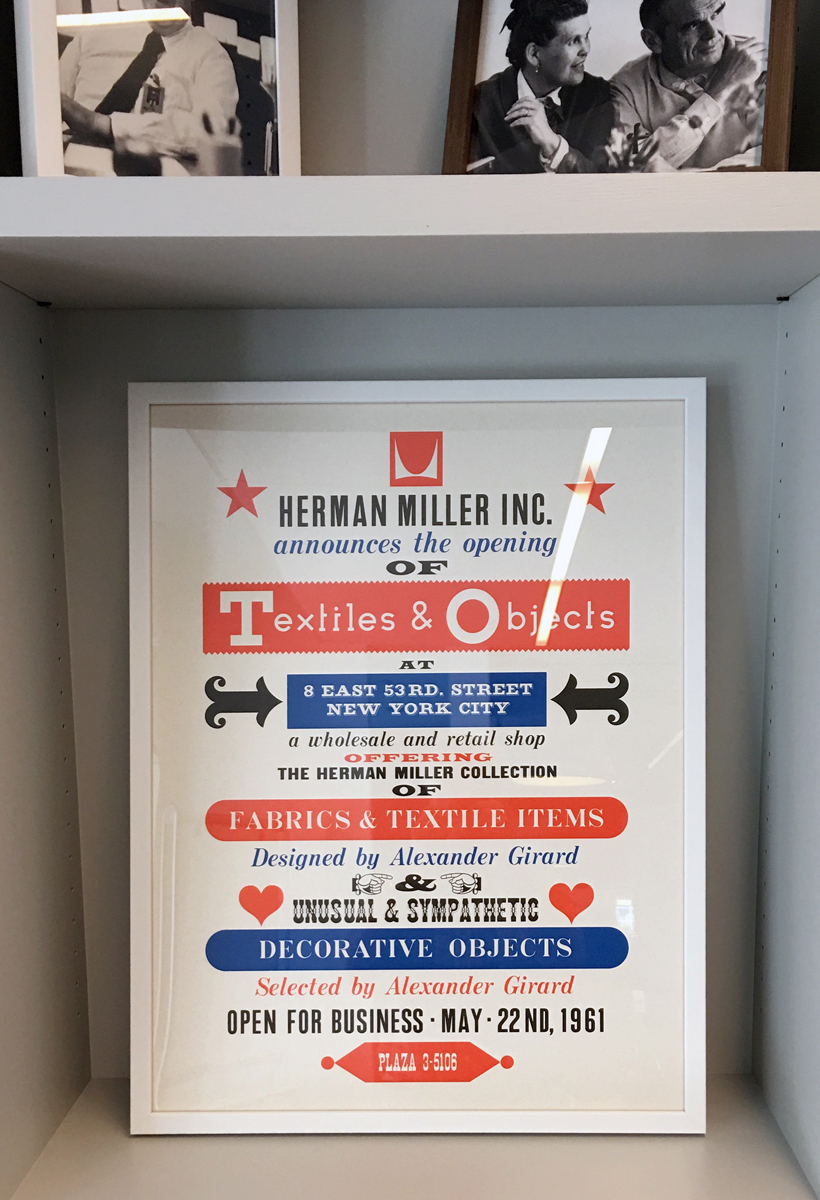 HERMAN MILLER INC.
announces the opening
OF
Textiles & Objects
AT
8 EAST 53RD. STREET
NEW YORK CITY
a wholesale and retail shop
OFFERING
THE HERMAN MILLER COLLECTION
OF
FABRICS & TEXTILE ITEMS
Designed by Alexander Girard
&
UNUSUAL & SYMPATHETIC
DECORATIVE OBJECTS
Selected by Alexander Girard
OPEN FOR BUSINESS · MAY · 22ND, 1961
PLAZA 3-5106